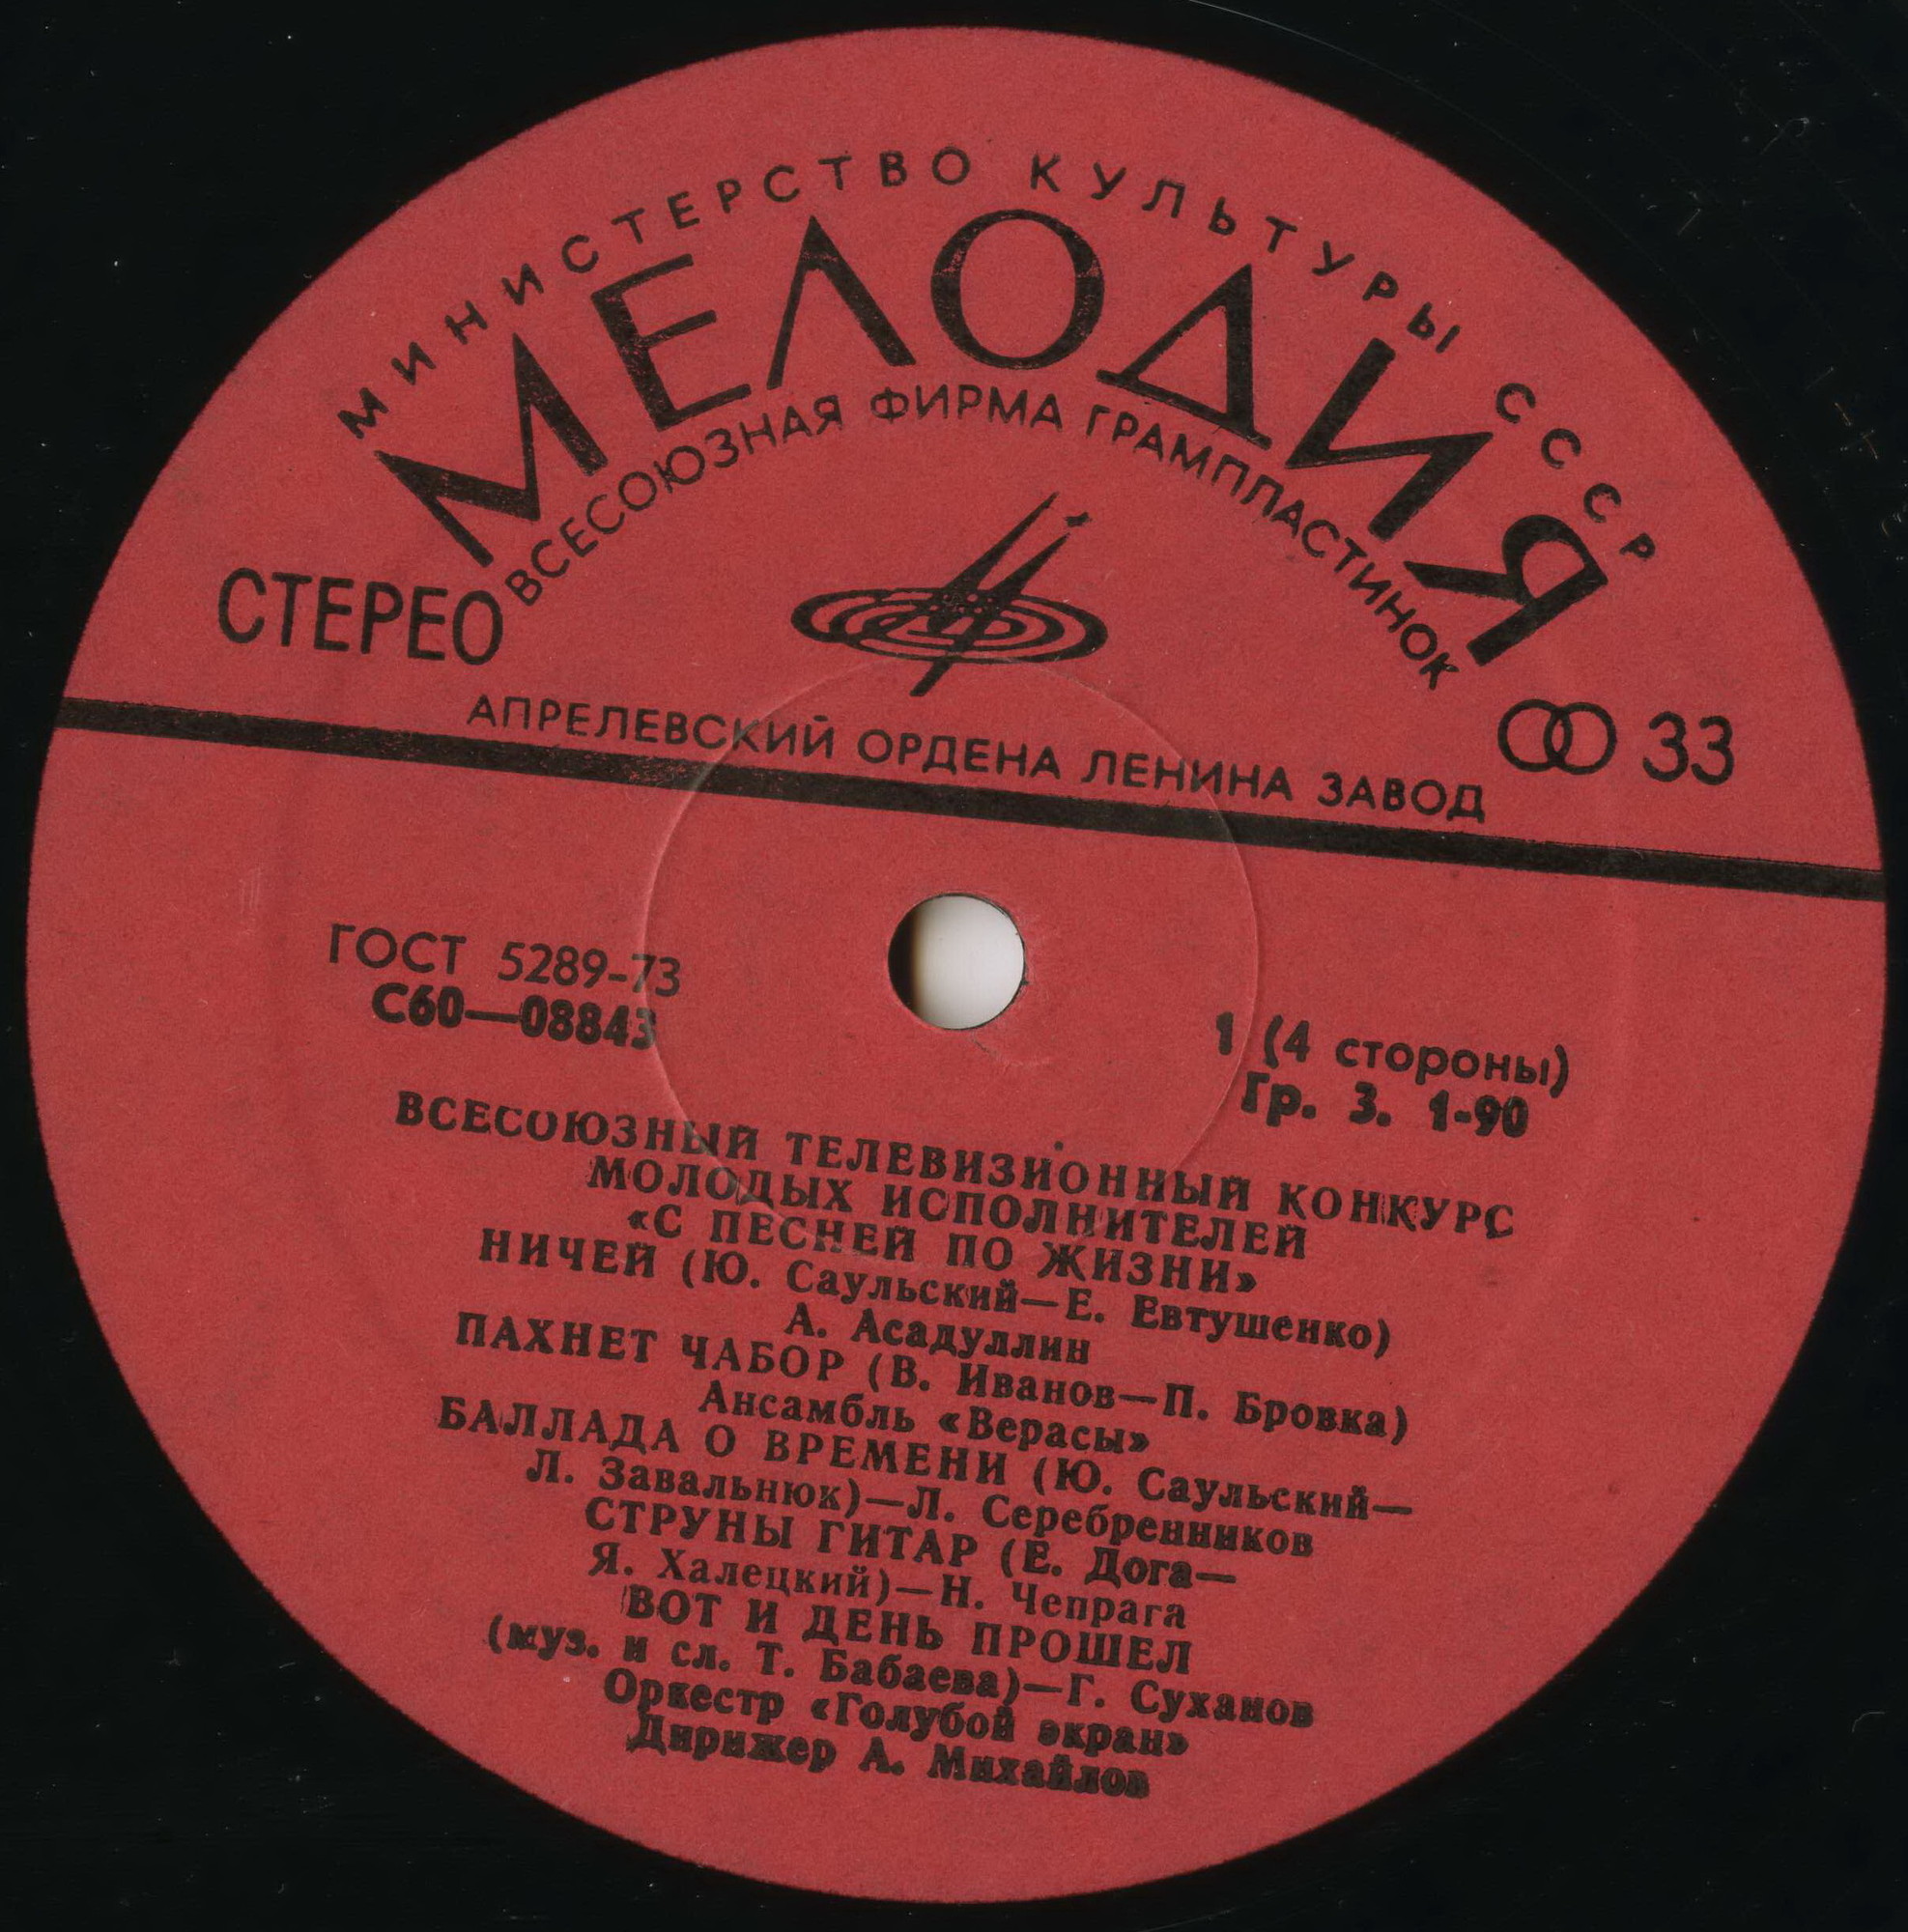 МИНИСТЕРСТВО КУЛЬТУРЫ СССР
МЕЛОДИЯ
ВСЕСОЮЗНАЯ ФИРМА ГРАМПЛАСТИНОК
СТЕРЕО
33
АПРЕЛЕВСКИЙ ОРДЕНА ЛЕНИНА ЗАВОД
ГОСТ 5289-73
С60—08843
1 (4 стороны)
Гр. 3. 1-90
ВСЕСОЮЗНЫЙ ТЕЛЕВИЗИОННЫЙ КОНКУРС
МОЛОДЫХ ИСПОЛНИТЕЛЕЙ
«С ПЕСНЕЙ ПО ЖИЗНИ»
НИЧЕЙ (Ю. Саульский—Е. Евтушенко)
А. Асадуллин
ПАХНЕТ ЧАБОР (В. Иванов—П. Бровка)
Ансамбль «Верасы»
БАЛЛАДА О ВРЕМЕНИ (Ю. Саульский—
Л. Завальнюк)—Л. Серебренников
СТРУНЫ ГИТАР (Е. Дога—
Я. Халецкий)—Н. Чепрага
ВОТ И ДЕНЬ ПРОШЕЛ
(муз. и сл. Т. Бабаева)—Г. Суханов
Оркестр «Голубой экран»
Дирижер А. Михайлов